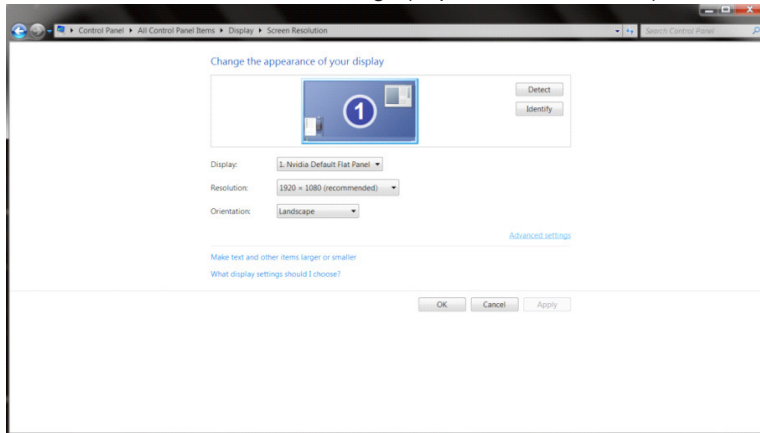 Control Panel ▸ All Control Panel Items ▸ Display ▸ Screen Resolution
Search Control Panel
Change the appearance of your display
1
Detect
Identify
Display: 1. Nvidia Default Flat Panel
Resolution: 1920 × 1080 (recommended)
Orientation: Landscape
Advanced settings
Make text and other items larger or smaller
What display settings should I choose?
OK Cancel Apply